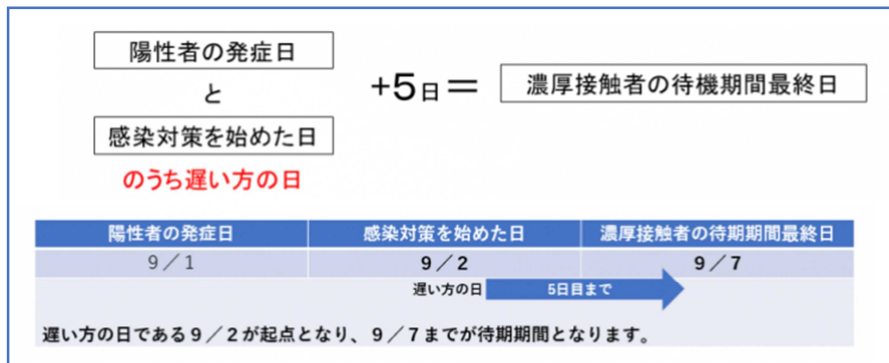 陽性者の発症日
と
感染対策を始めた日
のうち遅い方の日
+5日＝
濃厚接触者の待機期間最終日
陽性者の発症日 感染対策を始めた日 濃厚接触者の待期期間最終日
9／1 9／2 9／7
遅い方の日 5日目まで
遅い方の日である9／2が起点となり、9／7までが待期期間となります。